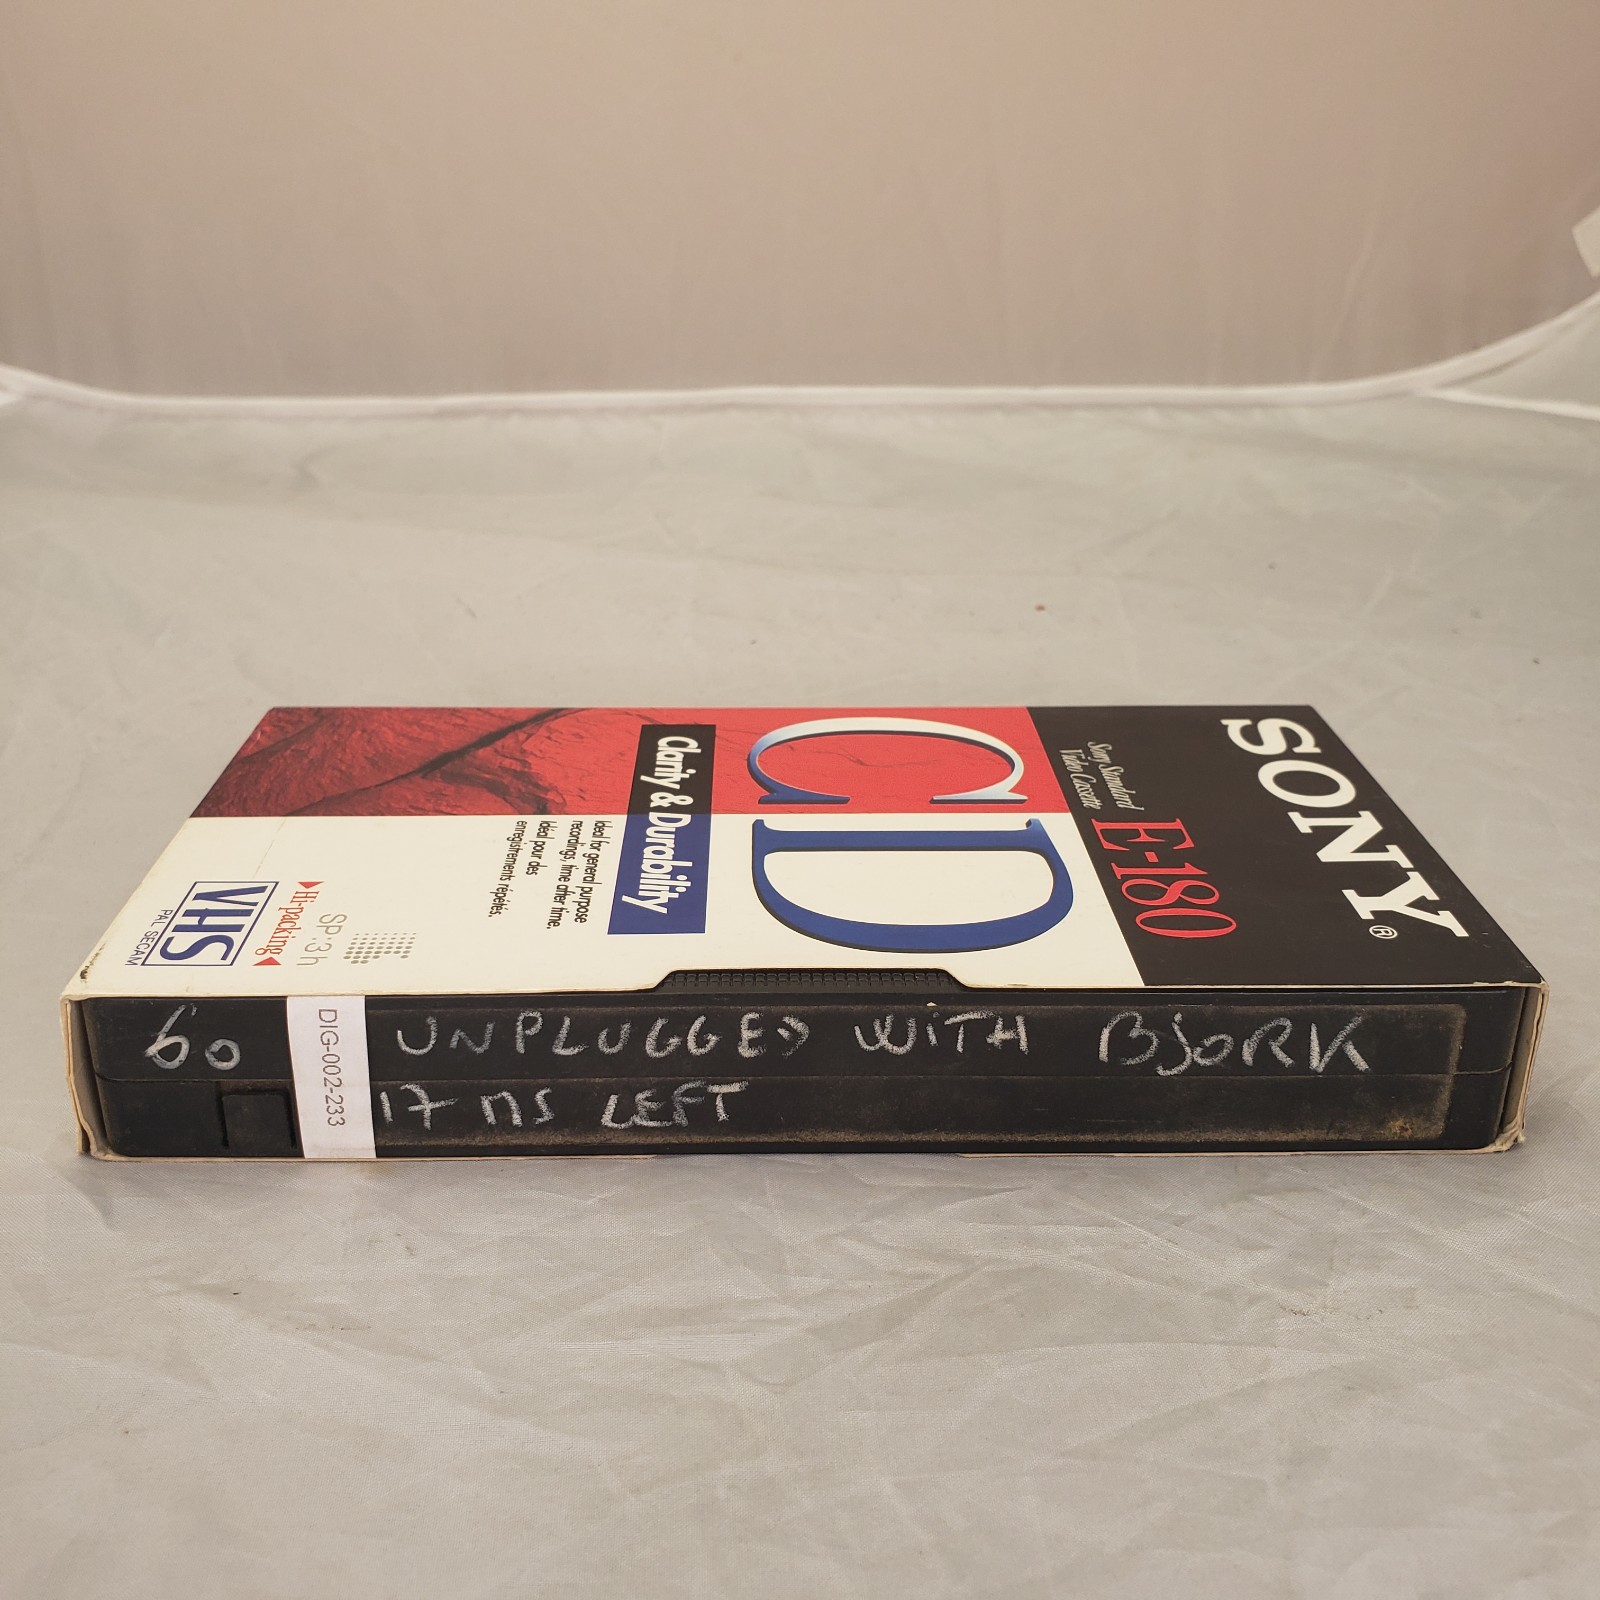 SONY®
Sony Standard
Video Cassette
E-180
CD
Clarity & Durability
Ideal for general purpose
recordings, time after time.
Idéal pour des
enregistrements répétés.
SP:3h
Hi-packing
VHS
PAL SECAM
60
DIG-002-233
UNPLUGGED WITH BJORK
17 MS LEFT